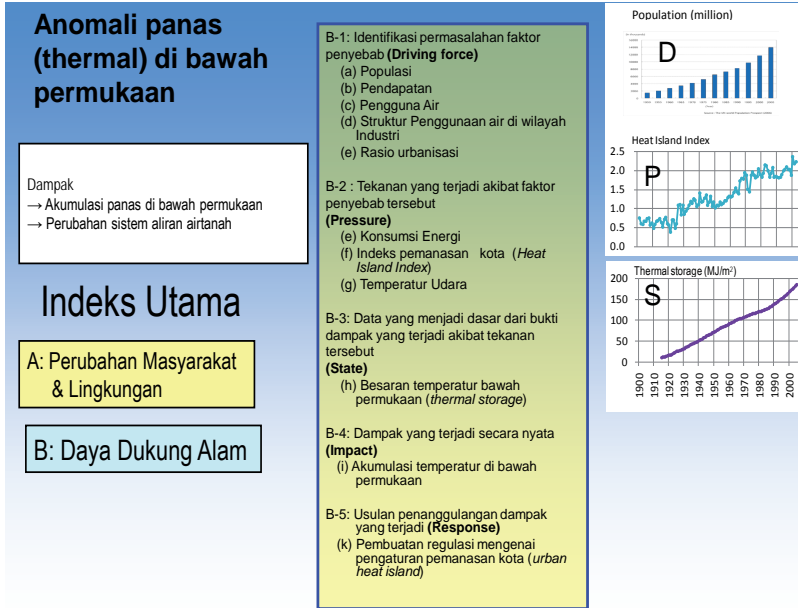 Anomali panas
(thermal) di bawah
permukaan
Dampak
→ Akumulasi panas di bawah permukaan
→ Perubahan sistem aliran airtanah
Indeks Utama
A: Perubahan Masyarakat
& Lingkungan
B: Daya Dukung Alam
B-1: Identifikasi permasalahan faktor
penyebab (Driving force)
(a) Populasi
(b) Pendapatan
(c) Pengguna Air
(d) Struktur Penggunaan air di wilayah
Industri
(e) Rasio urbanisasi
B-2 : Tekanan yang terjadi akibat faktor
penyebab tersebut
(Pressure)
(e) Konsumsi Energi
(f) Indeks pemanasan kota (Heat
Island Index)
(g) Temperatur Udara
B-3: Data yang menjadi dasar dari bukti
dampak yang terjadi akibat tekanan
tersebut
(State)
(h) Besaran temperatur bawah
permukaan (thermal storage)
B-4: Dampak yang terjadi secara nyata
(Impact)
(i) Akumulasi temperatur di bawah
permukaan
B-5: Usulan penanggulangan dampak
yang terjadi (Response)
(k) Pembuatan regulasi mengenai
pengaturan pemanasan kota (urban
heat island)
Population (million)
D
Heat Island Index
2.5
2.0
1.5
1.0
0.5
0.0
P
Thermal storage (MJ/m²)
200
150
100
50
0
S
1900
1910
1920
1930
1940
1950
1960
1970
1980
1990
2000